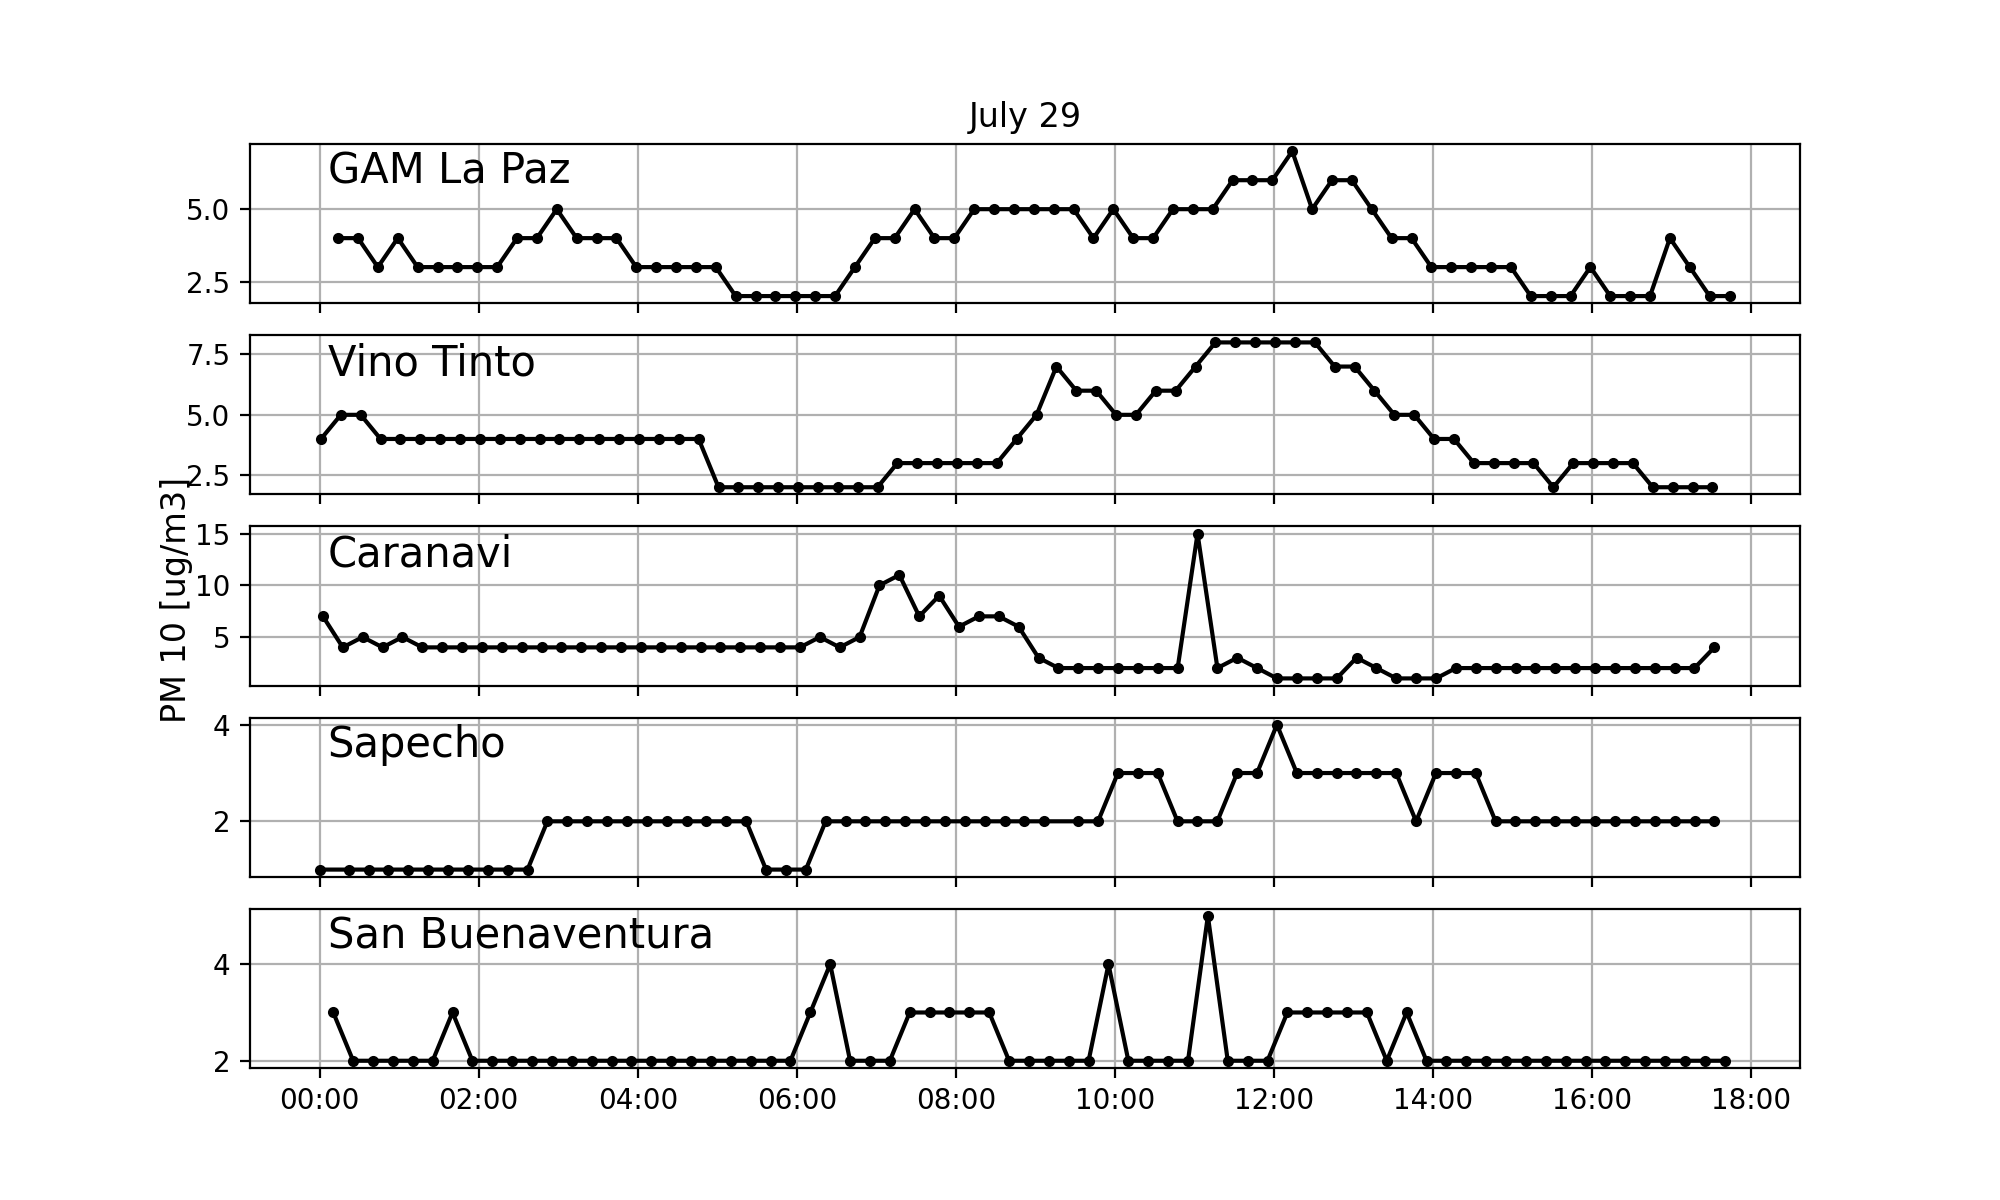 July 29
GAM La Paz
5.0
2.5
Vino Tinto
7.5
5.0
2.5
PM 10 [ug/m3]
Caranavi
15
10
5
Sapecho
4
2
San Buenaventura
4
2
00:00 02:00 04:00 06:00 08:00 10:00 12:00 14:00 16:00 18:00